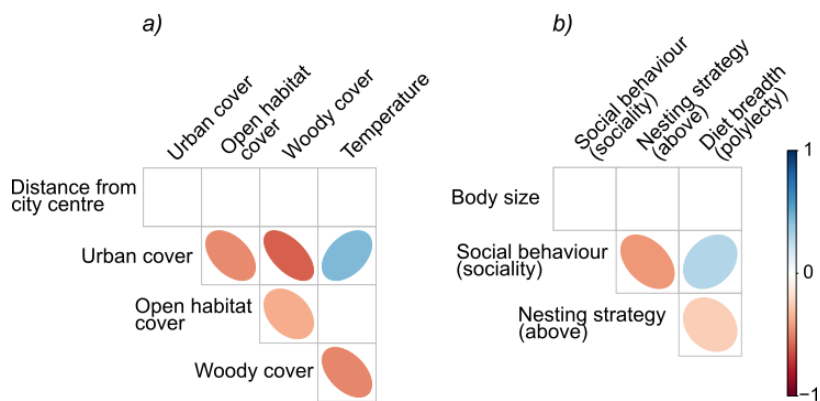 a)
Urban cover
Open habitat
cover
Woody cover
Temperature
Distance from
city centre
Urban cover
Open habitat
cover
Woody cover
b)
Social behaviour
(sociality)
Nesting strategy
(above)
Diet breadth
(polylecty)
Body size
Social behaviour
(sociality)
Nesting strategy
(above)
1
0
−1